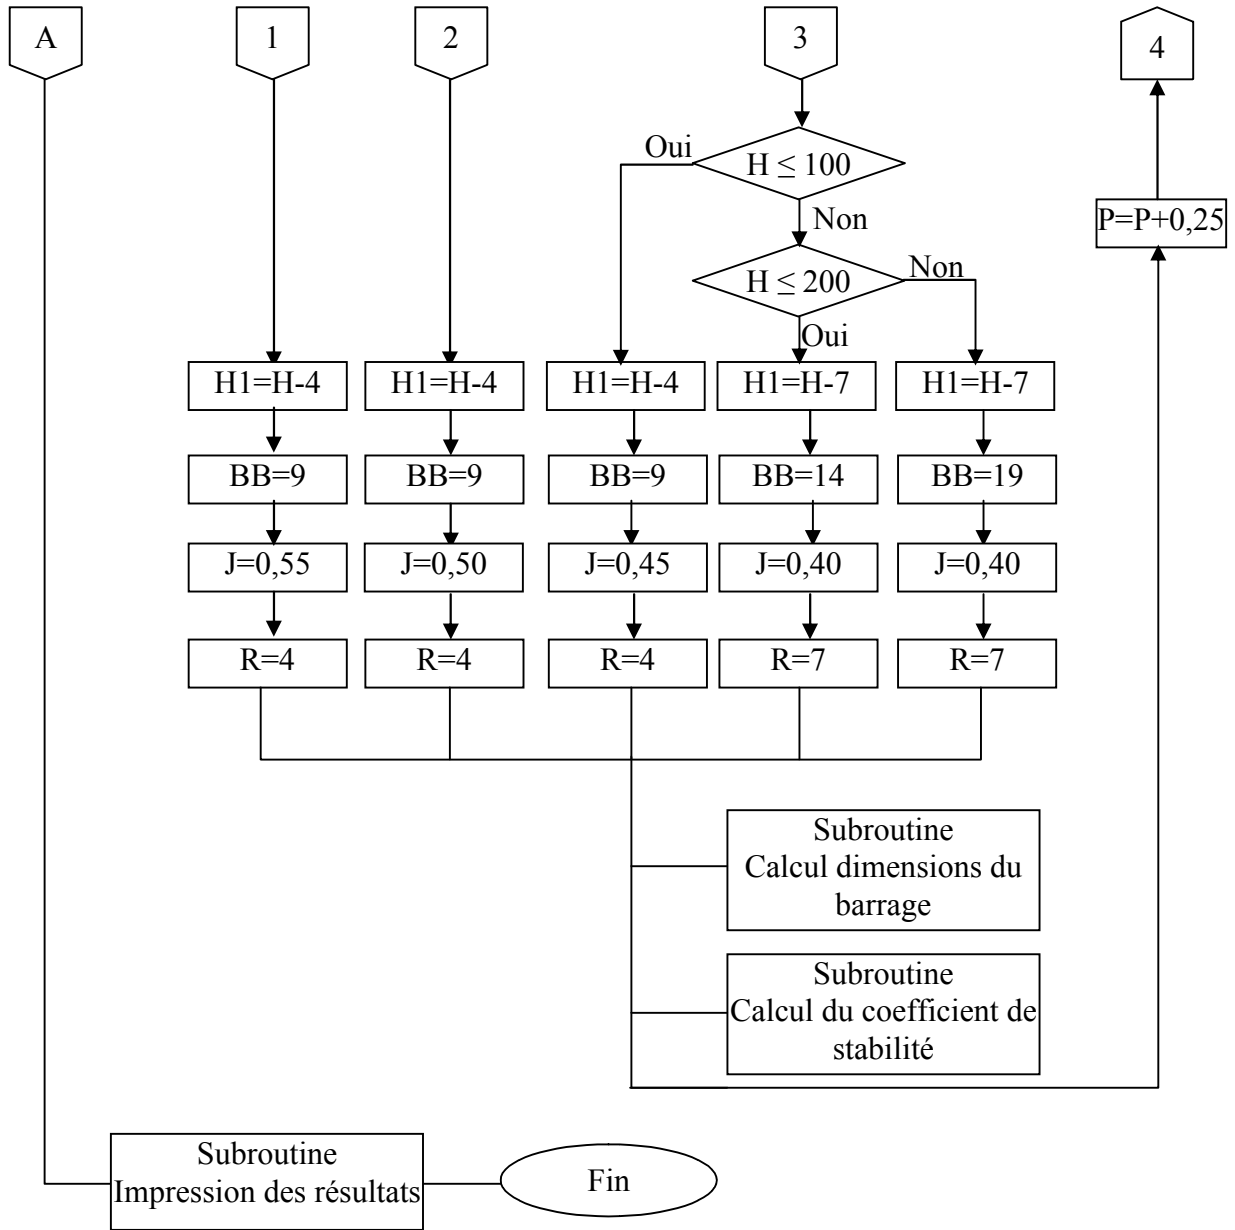 A
1
2
3
4
Oui
H ≤ 100
Non
P=P+0,25
H ≤ 200
Non
Oui
H1=H-4
H1=H-4
H1=H-4
H1=H-7
H1=H-7
BB=9
BB=9
BB=9
BB=14
BB=19
J=0,55
J=0,50
J=0,45
J=0,40
J=0,40
R=4
R=4
R=4
R=7
R=7
Subroutine
Calcul dimensions du
barrage
Subroutine
Calcul du coefficient de
stabilité
Subroutine
Impression des résultats
Fin